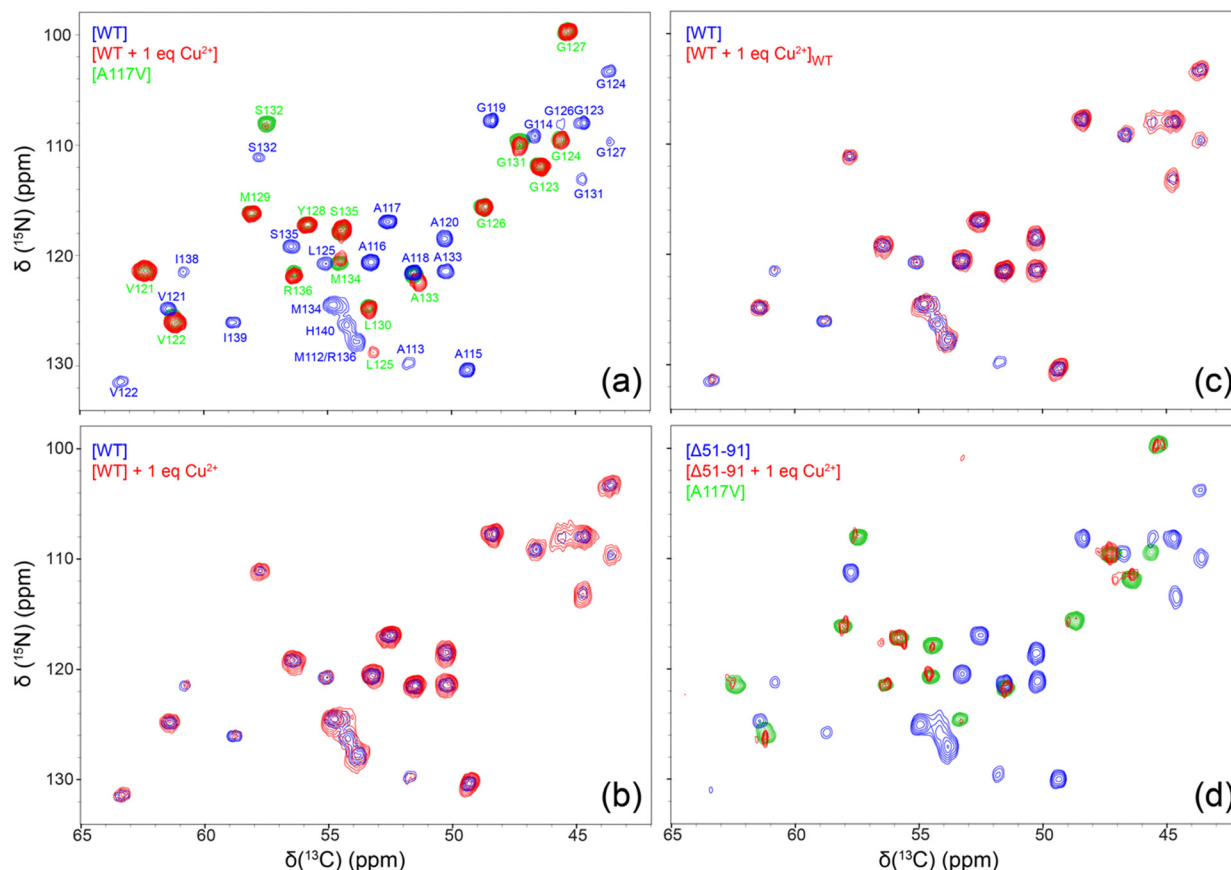 [WT]
[WT + 1 eq Cu²⁺]
[A117V]
G127
G124
G119
G126
G123
G114
G127
S132
S132
G131
G124
G123
G131
M129
Y128
S135
A117
G126
A120
S135
L125
A116
M134
A118
A133
I138
V121
V121
R136
A133
M134
L130
V122
I139
H140
M112/R136
L125
A113
A115
V122
(a)
δ (¹⁵N) (ppm)
100
110
120
130
[WT]
[WT + 1 eq Cu²⁺]WT
(c)
[WT]
[WT] + 1 eq Cu²⁺
(b)
δ (¹⁵N) (ppm)
100
110
120
130
65
60
55
50
45
δ(¹³C) (ppm)
[Δ51-91]
[Δ51-91 + 1 eq Cu²⁺]
[A117V]
(d)
65
60
55
50
45
δ(¹³C) (ppm)